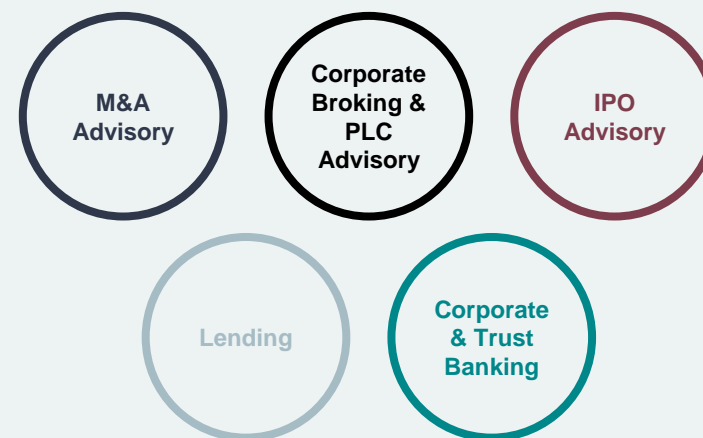 M&A
Advisory
Corporate
Broking &
PLC
Advisory
IPO
Advisory
Lending
Corporate
& Trust
Banking